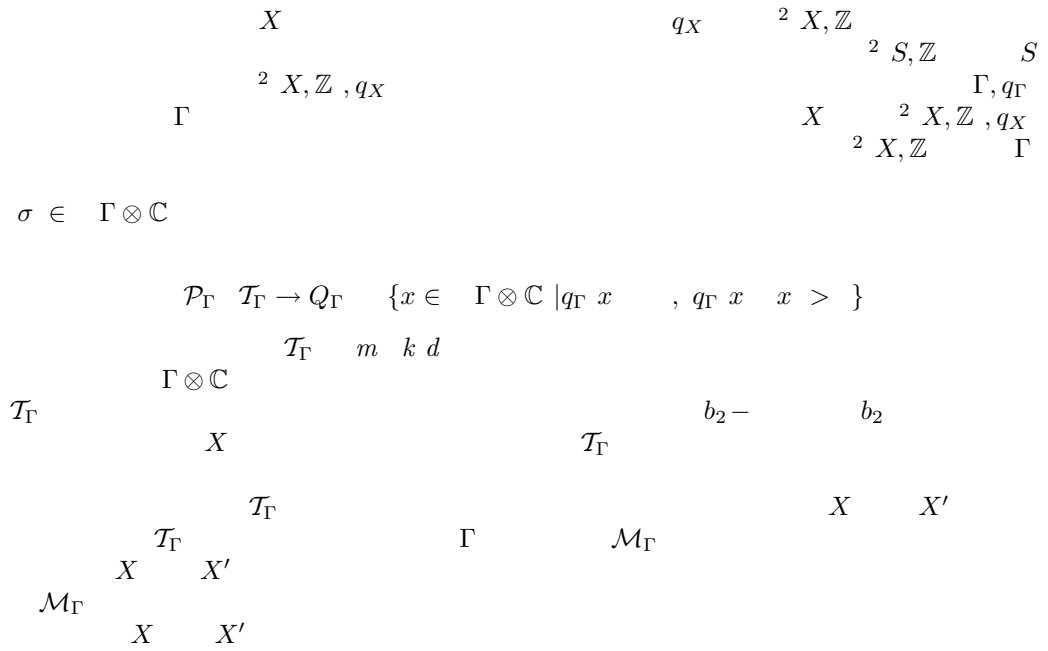 X q_X ² X, ℤ
² S, ℤ S
² X, ℤ , q_X Γ, q_Γ
Γ X ² X, ℤ , q_X
² X, ℤ Γ
σ ∈ Γ ⊗ ℂ
𝒫_Γ 𝒯_Γ → Q_Γ {x ∈ Γ ⊗ ℂ | q_Γ x , q_Γ x x > }
𝒯_Γ m k d
Γ ⊗ ℂ
𝒯_Γ b₂ − b₂
X 𝒯_Γ
𝒯_Γ X X′
𝒯_Γ Γ ℳ_Γ
X X′
ℳ_Γ
X X′